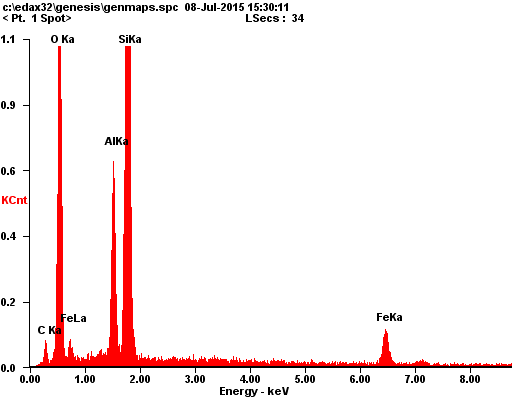 c:\edax32\genesis\genmaps.spc 08-Jul-2015 15:30:11
< Pt. 1 Spot> LSecs : 34
1.1
O Ka
SiKa
0.9
AlKa
0.6
KCnt
0.4
0.2
FeLa
FeKa
C Ka
0.0
0.00 1.00 2.00 3.00 4.00 5.00 6.00 7.00 8.00
Energy - keV